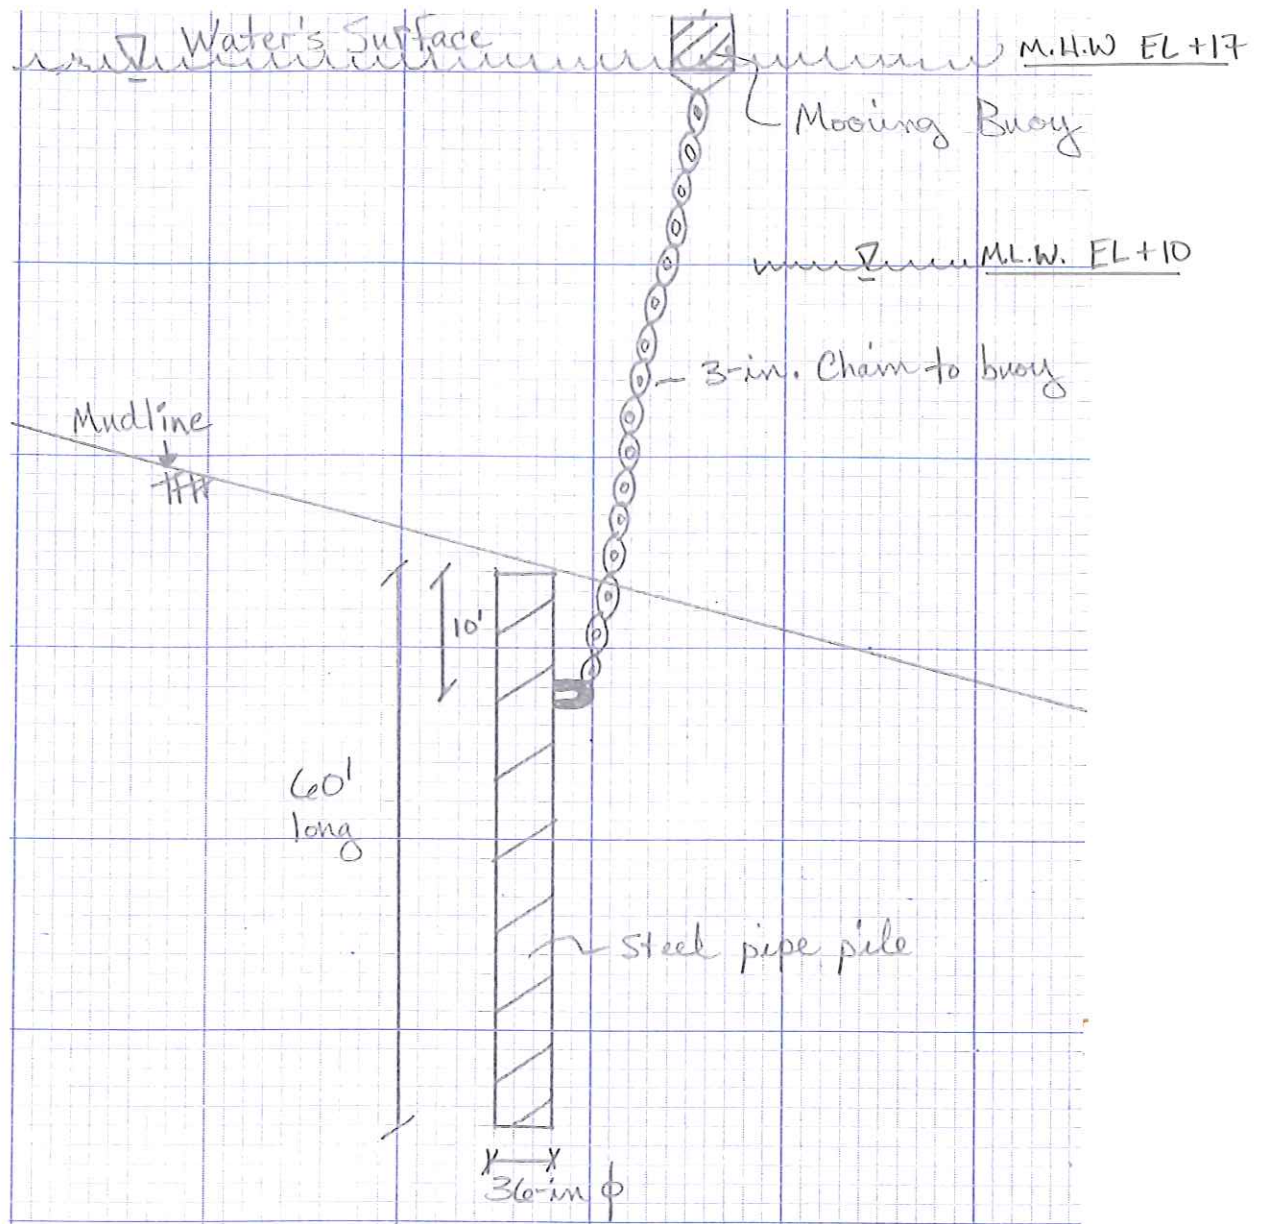 Water's Surface
M.H.W EL +17
Mooring Buoy
M.L.W. EL +10
3-in. Chain to buoy
Mudline
10'
60'
long
Steel pipe pile
36-in ϕ